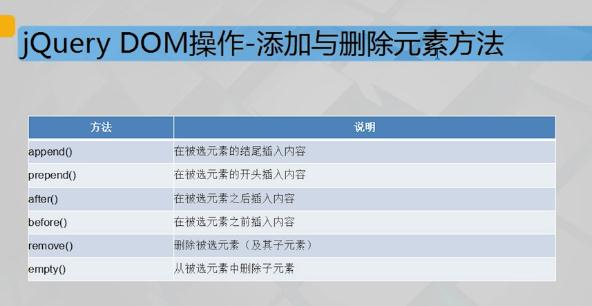 jQuery DOM操作-添加与删除元素方法
方法 说明
append() 在被选元素的结尾插入内容
prepend() 在被选元素的开头插入内容
after() 在被选元素之后插入内容
before() 在被选元素之前插入内容
remove() 删除被选元素（及其子元素）
empty() 从被选元素中删除子元素